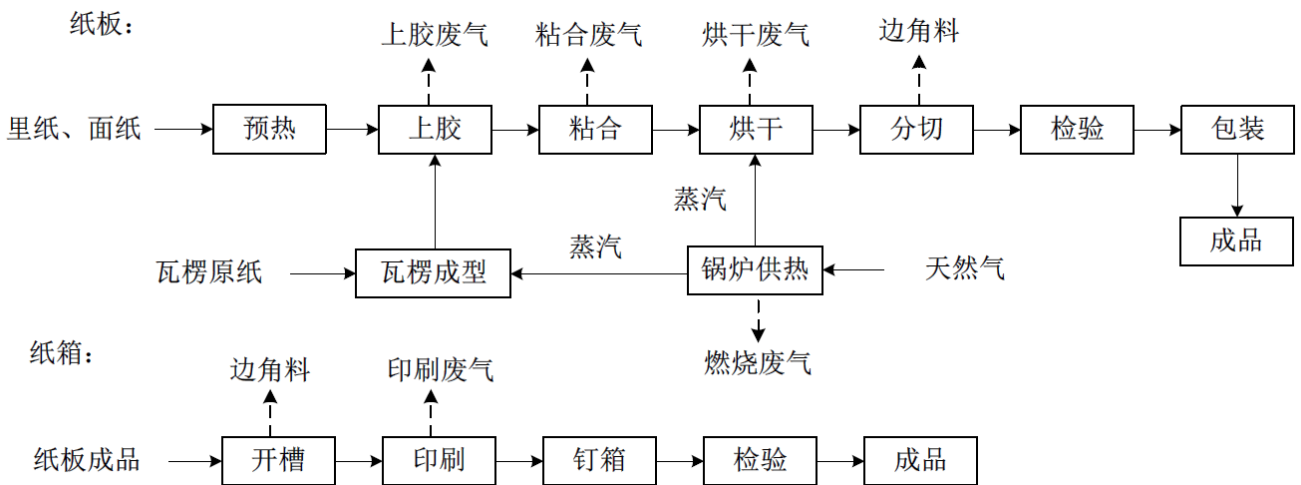 纸板：
上胶废气 粘合废气 烘干废气 边角料
里纸、面纸 预热 上胶 粘合 烘干 分切 检验 包装
蒸汽
成品
蒸汽
瓦楞原纸 瓦楞成型 锅炉供热 天然气
纸箱：
燃烧废气
边角料 印刷废气
纸板成品 开槽 印刷 钉箱 检验 成品